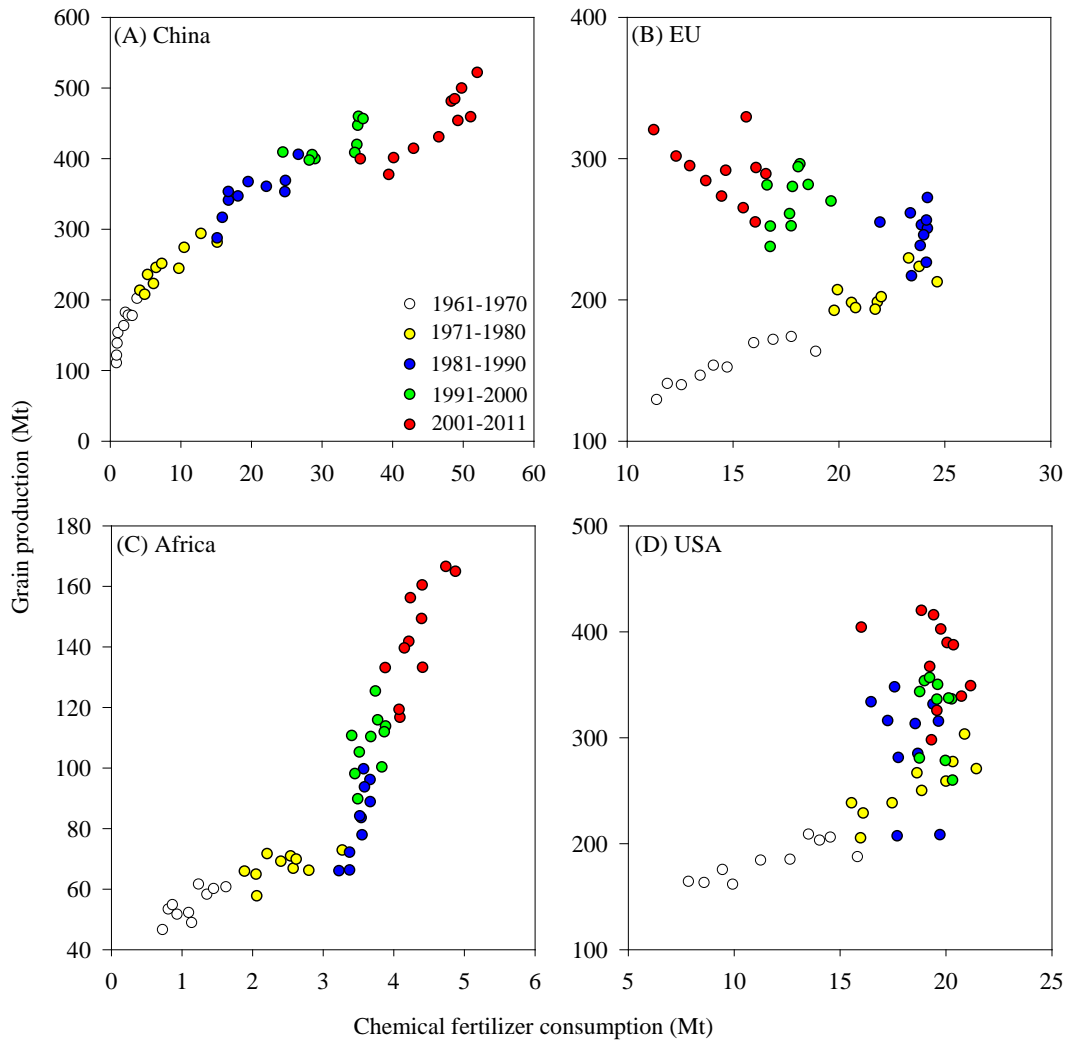 Grain production (Mt)
(A) China
600
500
400
300
200
100
0
0 10 20 30 40 50 60
1961-1970
1971-1980
1981-1990
1991-2000
2001-2011
(B) EU
400
300
200
100
10 15 20 25 30
(C) Africa
180
160
140
120
100
80
60
40
0 1 2 3 4 5 6
(D) USA
500
400
300
200
100
5 10 15 20 25
Chemical fertilizer consumption (Mt)